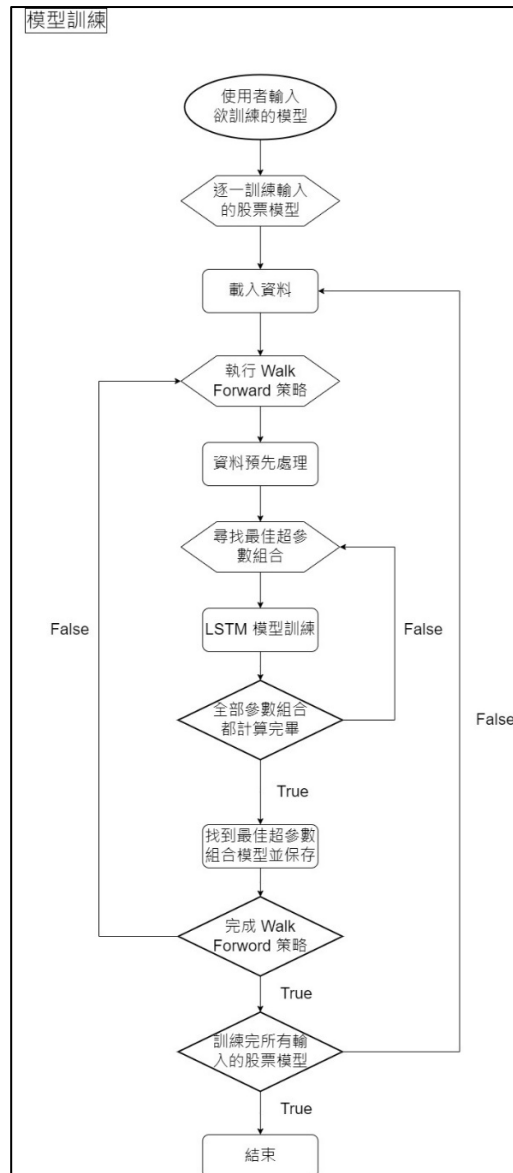 模型訓練
使用者輸入
欲訓練的模型
逐一訓練輸入
的股票模型
載入資料
執行 Walk
Forward 策略
資料預先處理
尋找最佳超參
數組合
False
LSTM 模型訓練
False
全部參數組合
都計算完畢
False
True
找到最佳超參數
組合模型並保存
完成 Walk
Forword 策略
True
訓練完所有輸
入的股票模型
True
結束